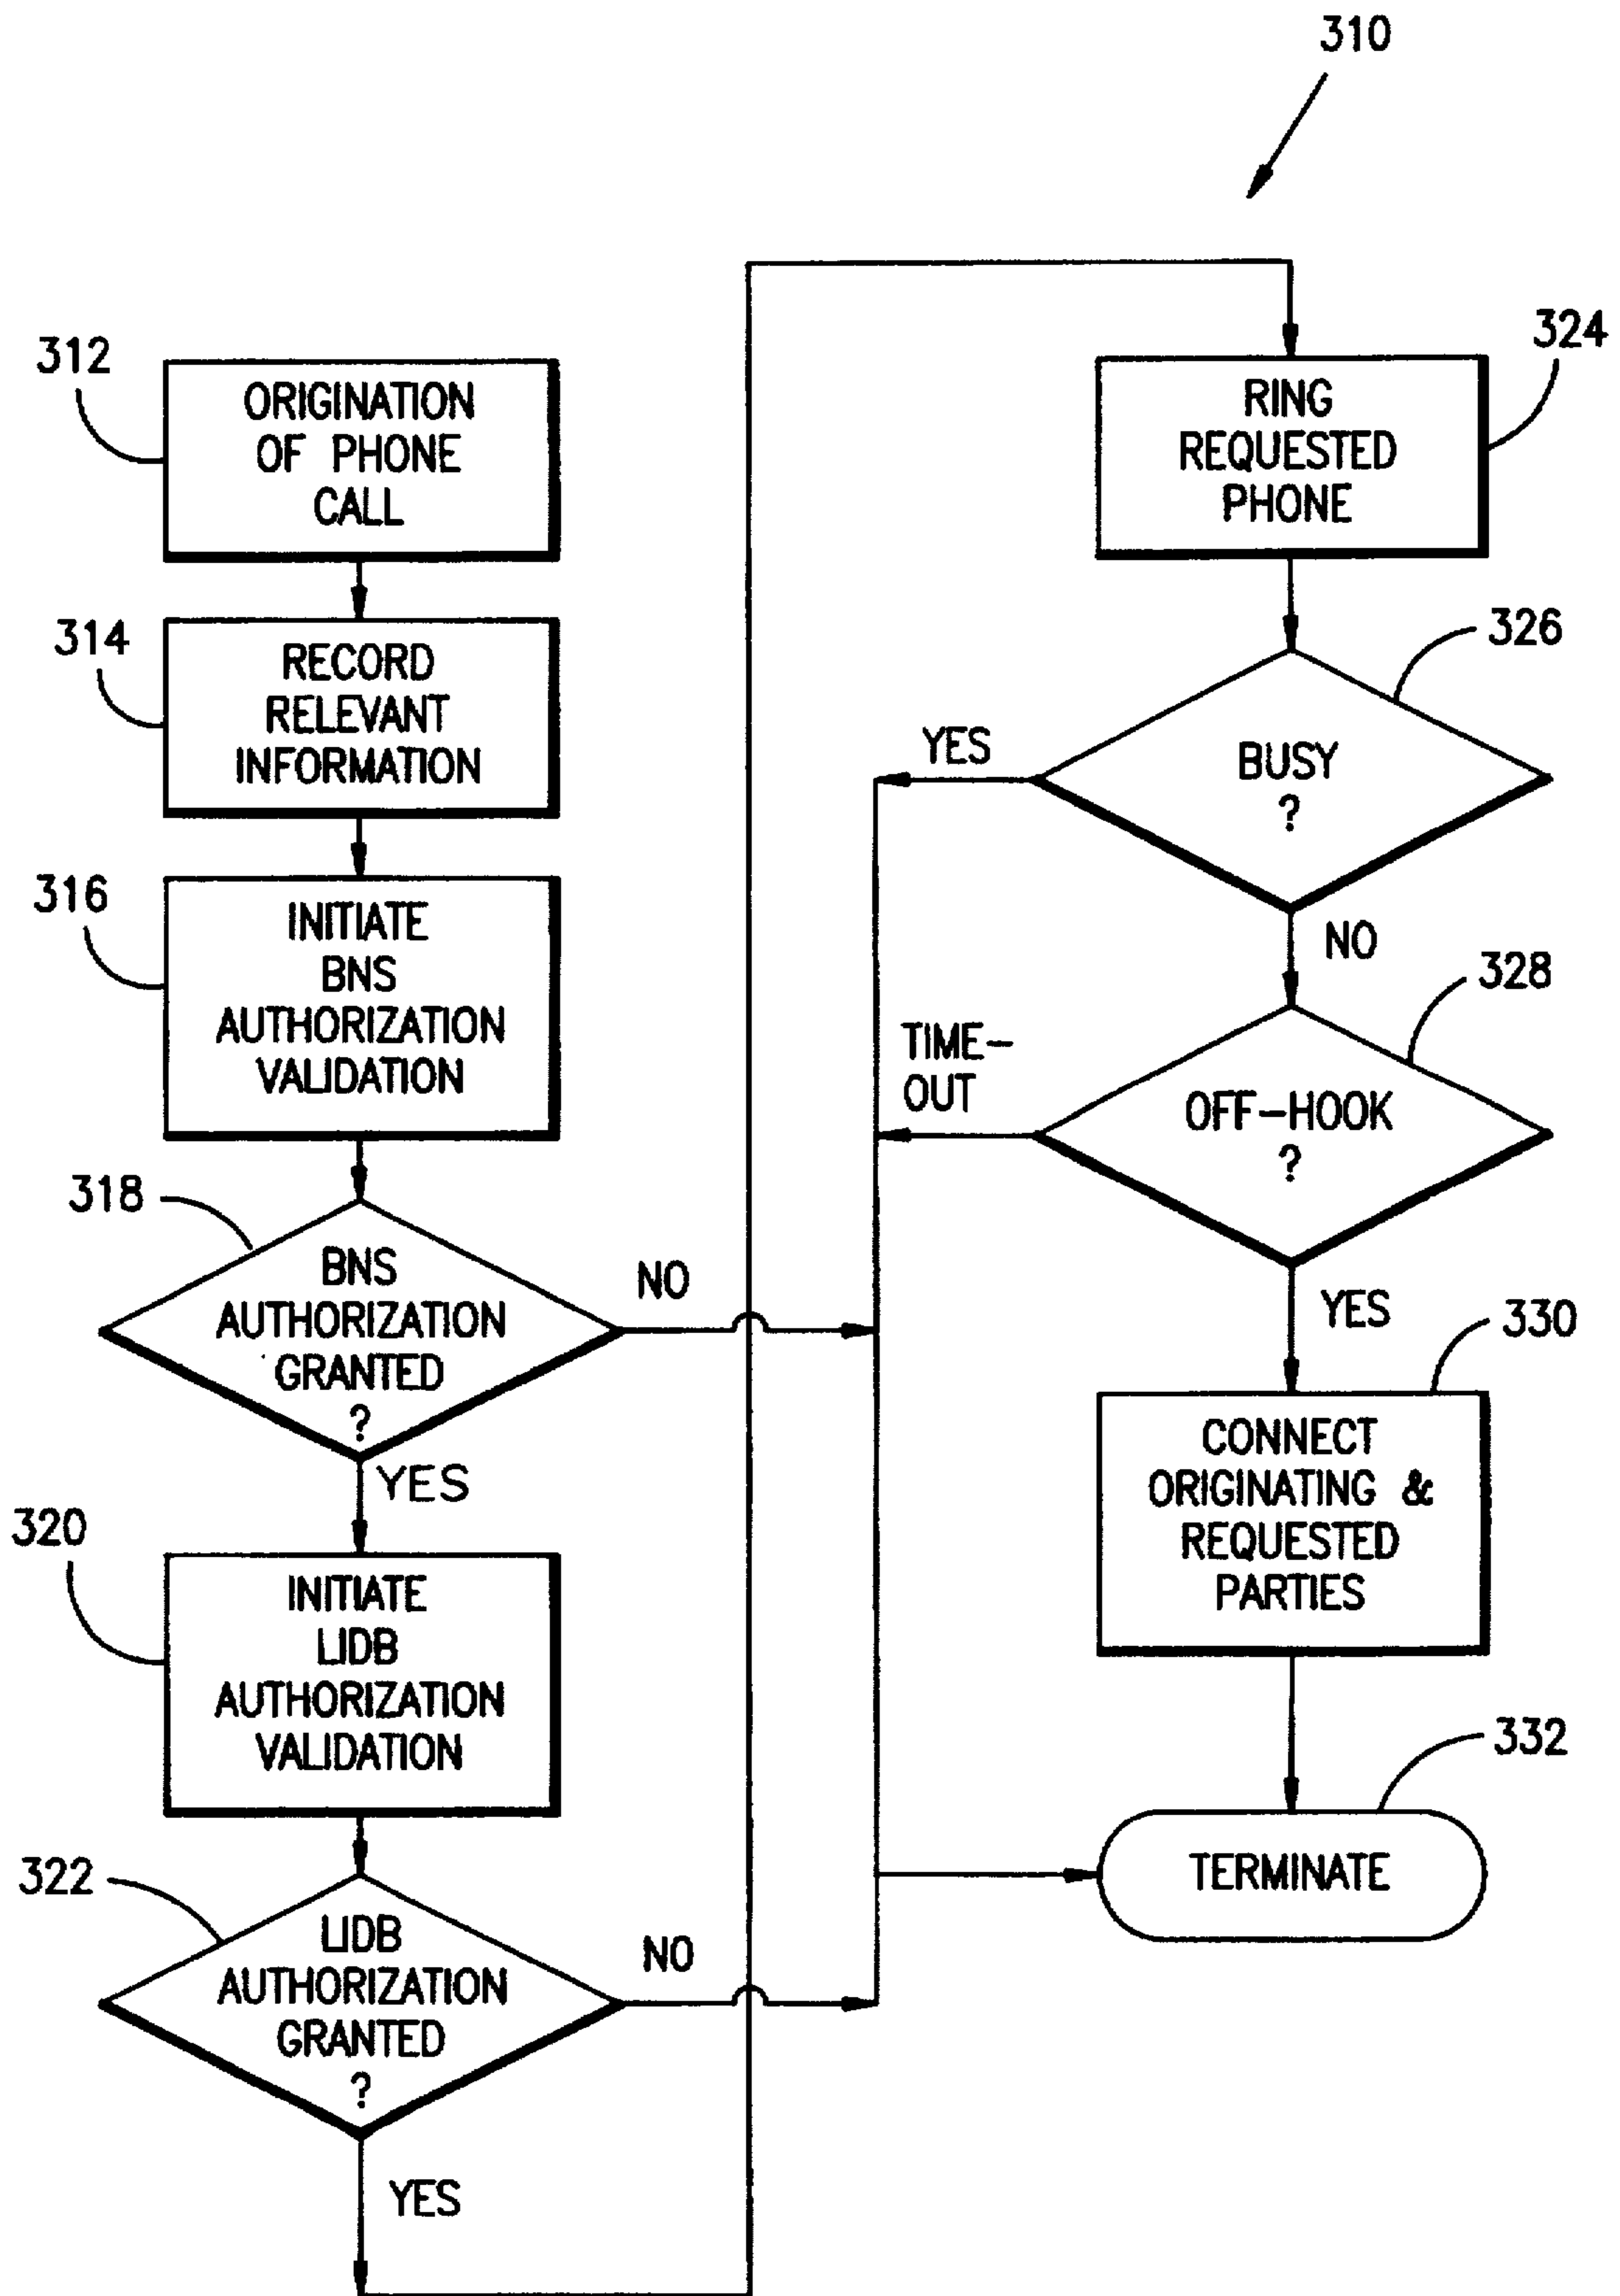 310
312
ORIGINATION
OF PHONE
CALL
314
RECORD
RELEVANT
INFORMATION
316
INITIATE
BNS
AUTHORIZATION
VALIDATION
318
BNS
AUTHORIZATION
GRANTED
?
NO
YES
320
INITIATE
LIDB
AUTHORIZATION
VALIDATION
322
LIDB
AUTHORIZATION
GRANTED
?
NO
YES
324
RING
REQUESTED
PHONE
326
BUSY
?
YES
NO
328
OFF-HOOK
?
TIME-
OUT
YES
330
CONNECT
ORIGINATING &
REQUESTED
PARTIES
332
TERMINATE